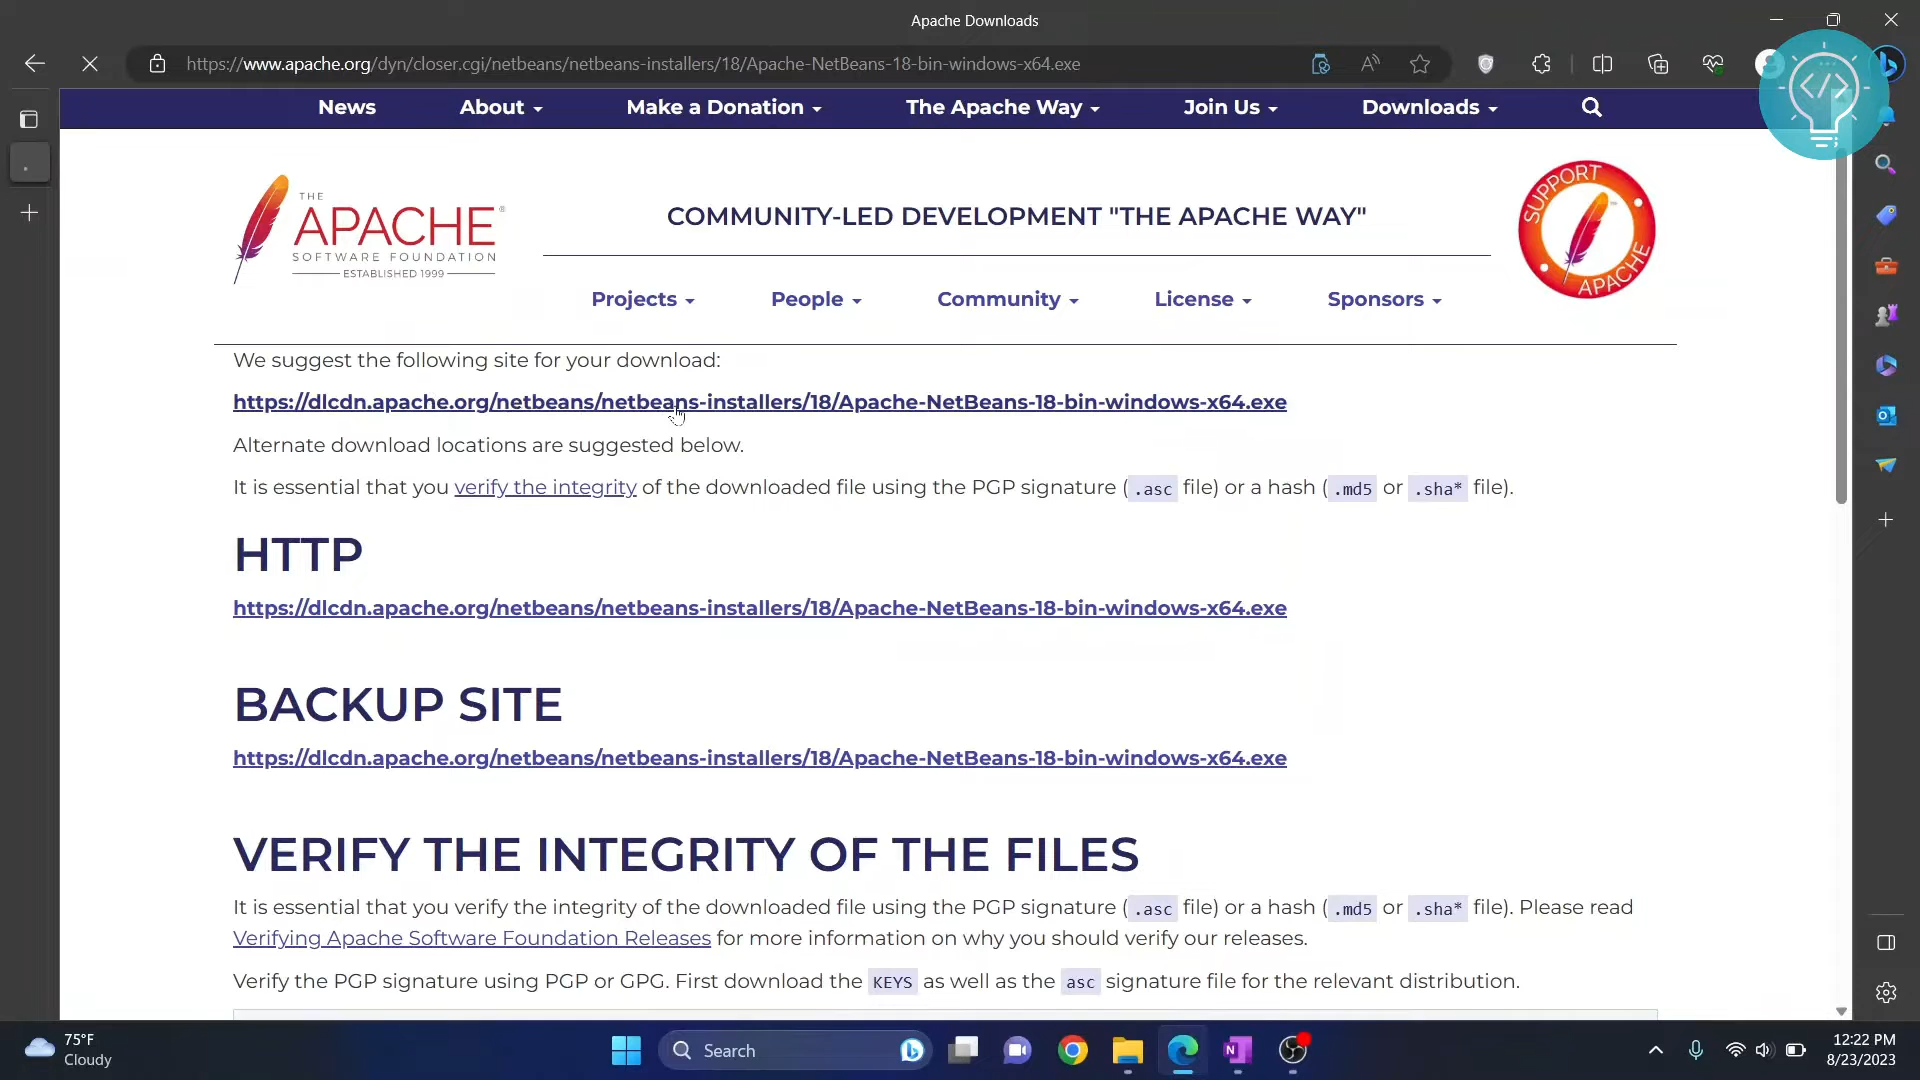 Apache Downloads
https://www.apache.org/dyn/closer.cgi/netbeans/netbeans-installers/18/Apache-NetBeans-18-bin-windows-x64.exe
News About Make a Donation The Apache Way Join Us Downloads
THE
APACHE®
SOFTWARE FOUNDATION
ESTABLISHED 1999
COMMUNITY-LED DEVELOPMENT "THE APACHE WAY"
SUPPORT
APACHE
Projects People Community License Sponsors
We suggest the following site for your download:
https://dlcdn.apache.org/netbeans/netbeans-installers/18/Apache-NetBeans-18-bin-windows-x64.exe
Alternate download locations are suggested below.
It is essential that you verify the integrity of the downloaded file using the PGP signature ( .asc file) or a hash ( .md5 or .sha* file).
HTTP
https://dlcdn.apache.org/netbeans/netbeans-installers/18/Apache-NetBeans-18-bin-windows-x64.exe
BACKUP SITE
https://dlcdn.apache.org/netbeans/netbeans-installers/18/Apache-NetBeans-18-bin-windows-x64.exe
VERIFY THE INTEGRITY OF THE FILES
It is essential that you verify the integrity of the downloaded file using the PGP signature ( .asc file) or a hash ( .md5 or .sha* file). Please read
Verifying Apache Software Foundation Releases for more information on why you should verify our releases.
Verify the PGP signature using PGP or GPG. First download the KEYS as well as the asc signature file for the relevant distribution.
75°F
Cloudy
Search
12:22 PM
8/23/2023